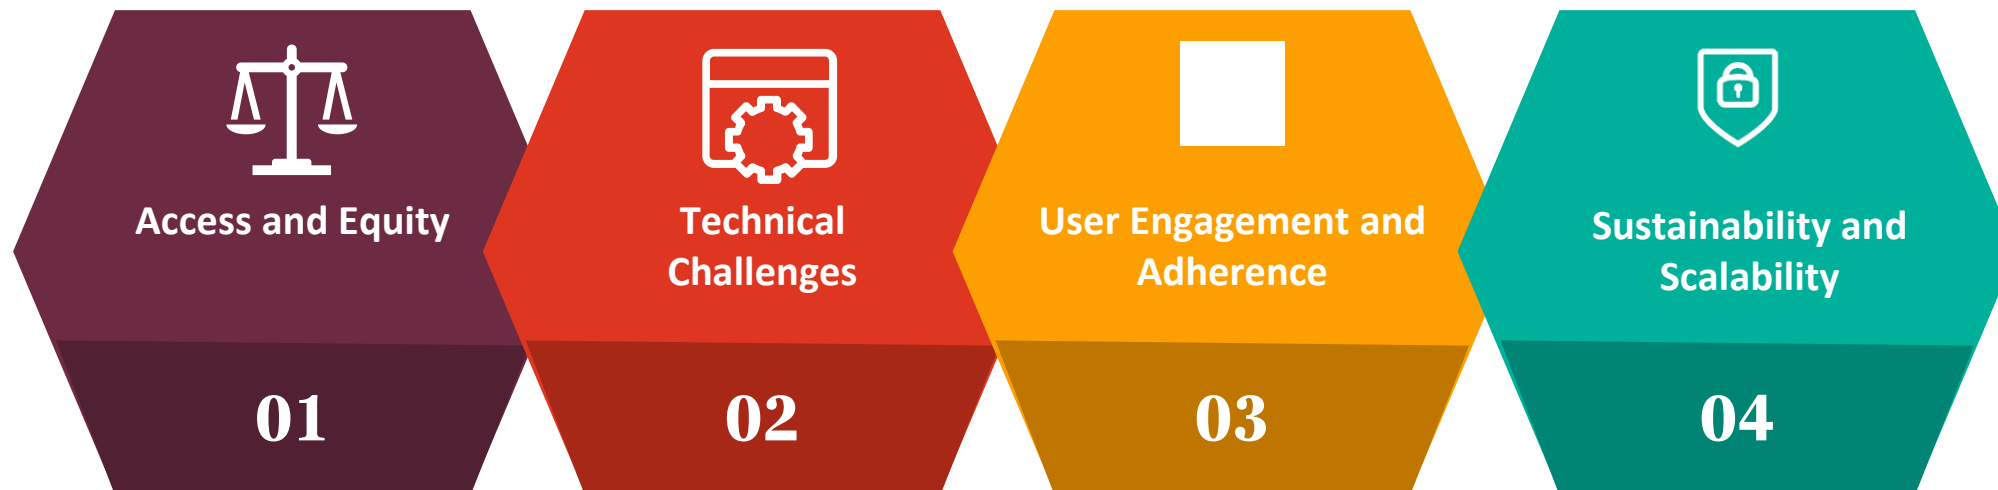 Access and Equity
01
Technical
Challenges
02
User Engagement and
Adherence
03
Sustainability and
Scalability
04